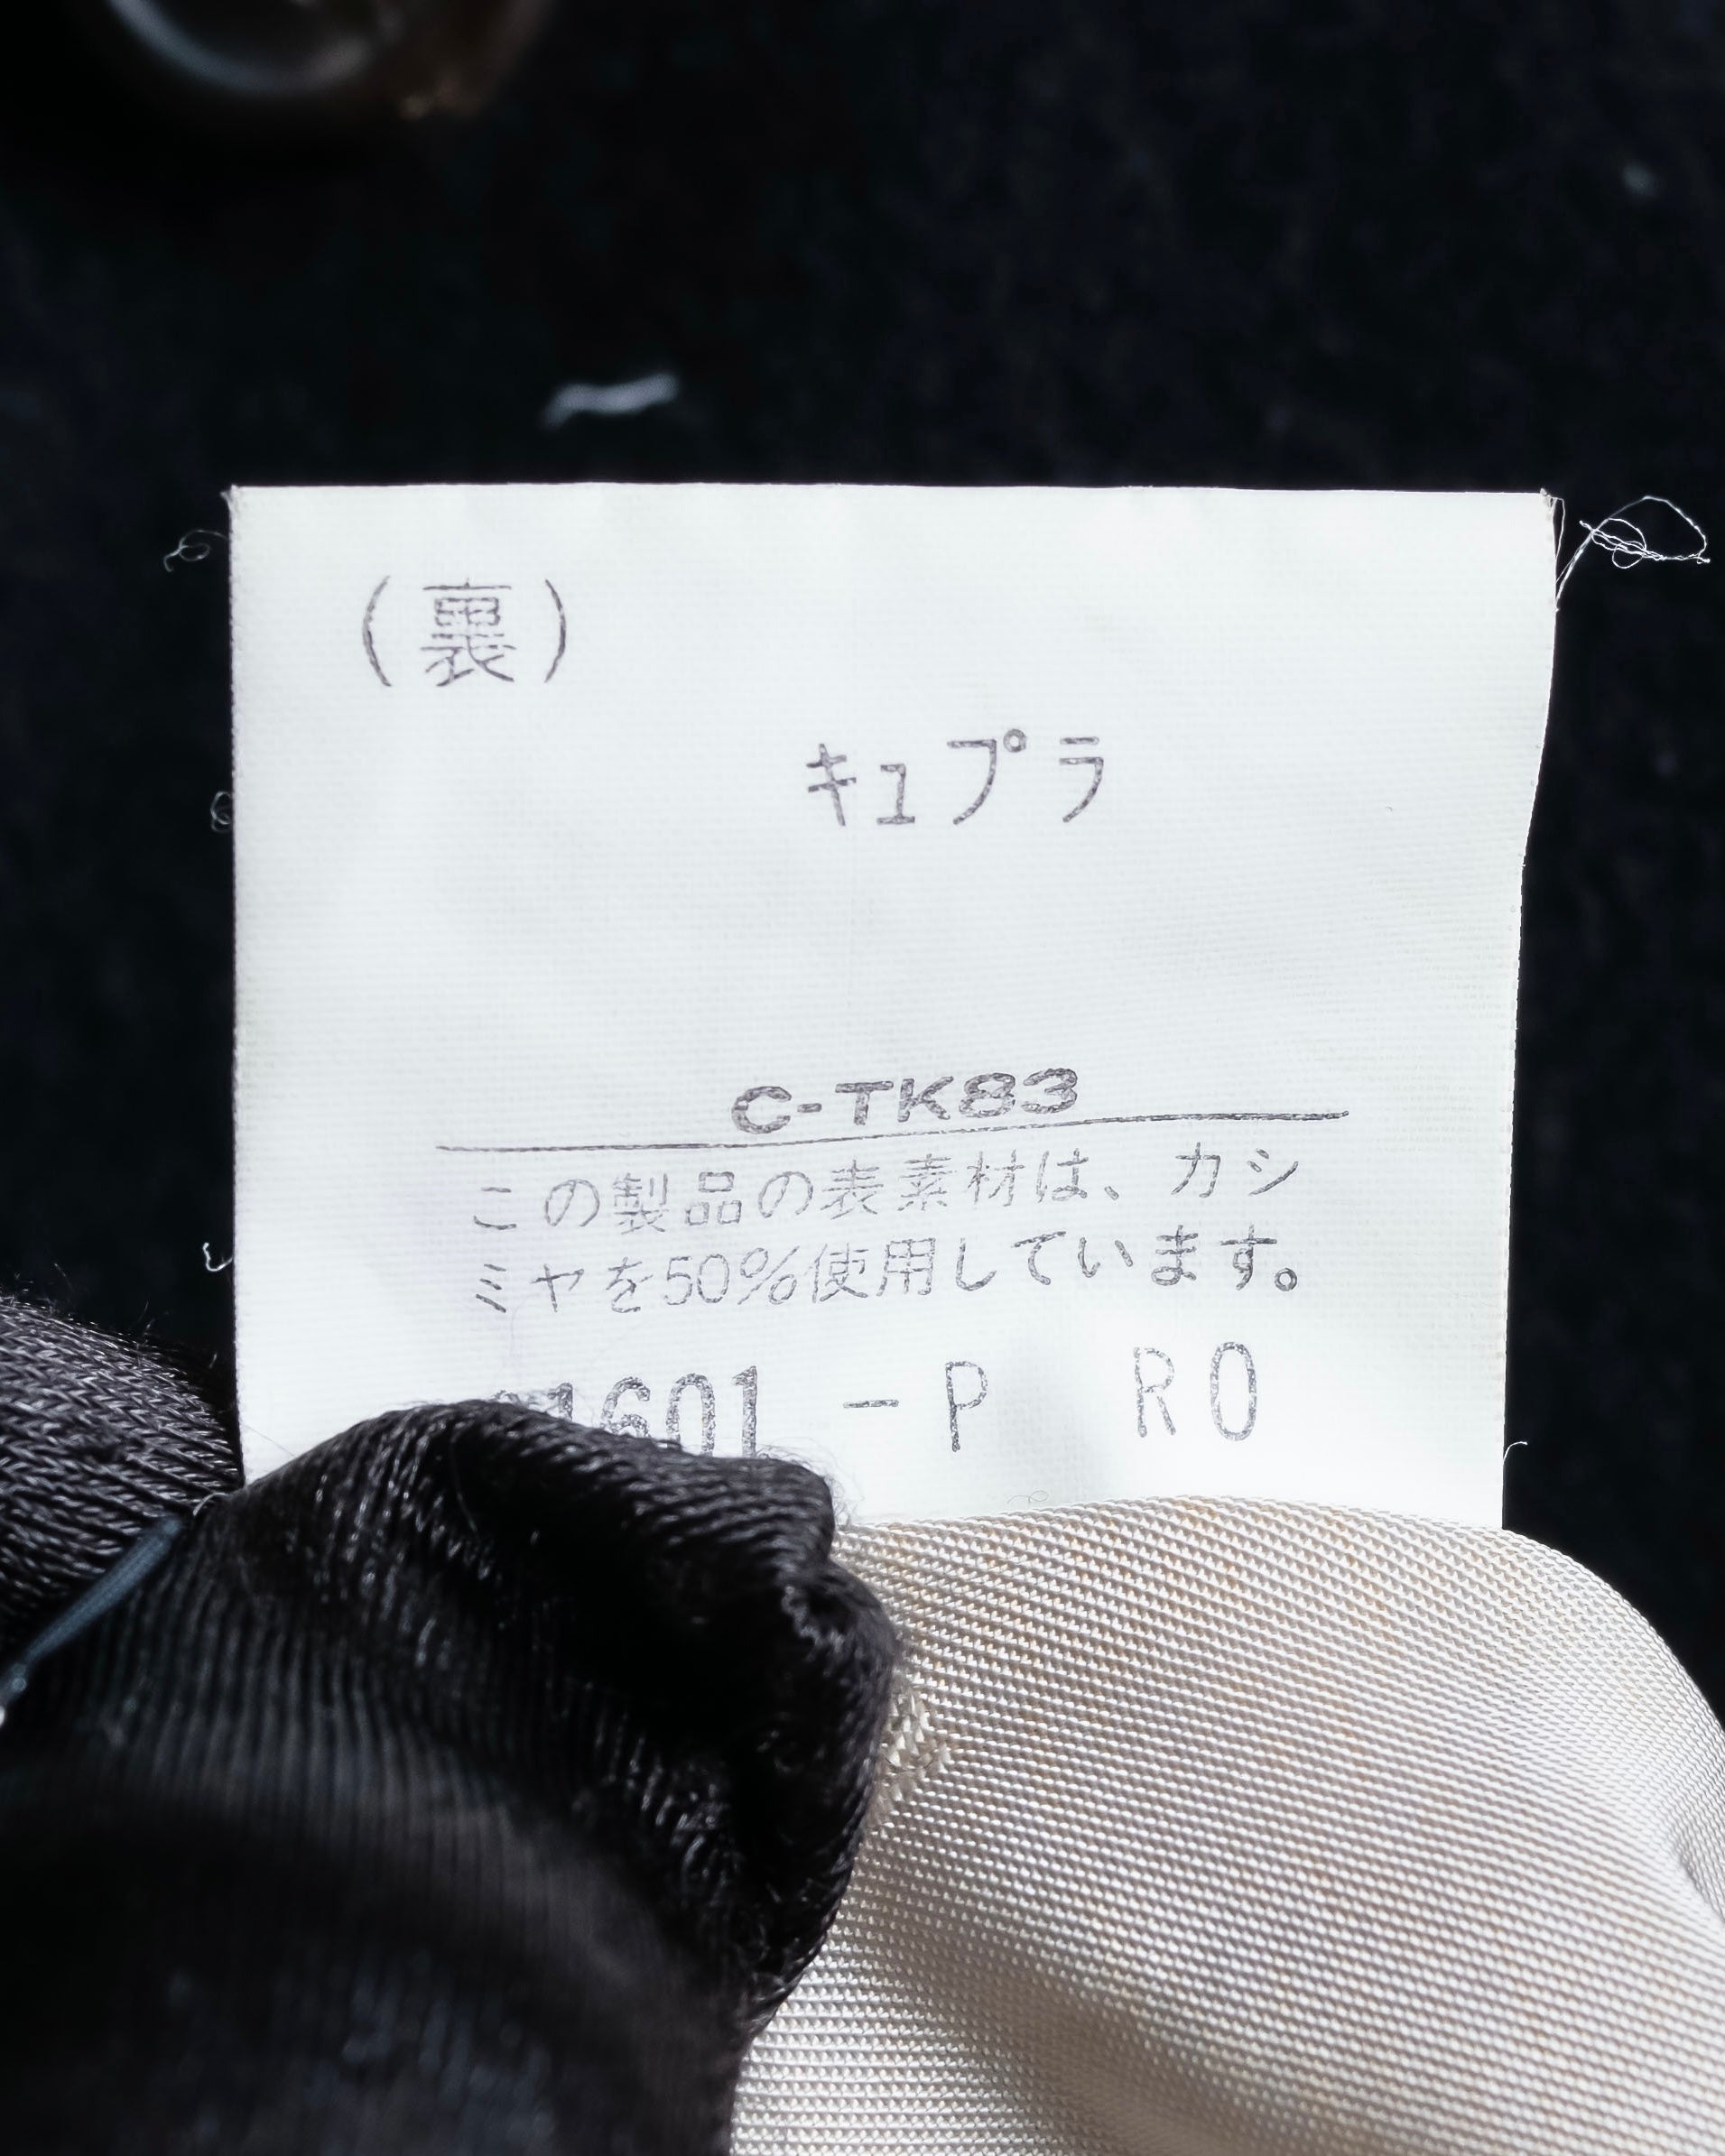 （裏）
キュプラ
C-TK83
この製品の表素材は、カシ
ミヤを50%使用しています。
1601 - P RO